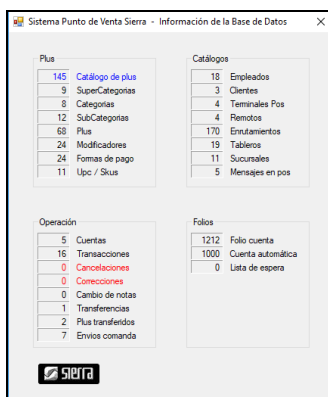 Sistema Punto de Venta Sierra - Información de la Base de Datos
Plus
145 Catálogo de plus
9 SuperCategorias
8 Categorias
12 SubCategorias
68 Plus
24 Modificadores
24 Formas de pago
11 Upc / Skus
Catálogos
18 Empleados
3 Clientes
4 Terminales Pos
4 Remotos
170 Enrutamientos
19 Tableros
11 Sucursales
5 Mensajes en pos
Operación
5 Cuentas
16 Transacciones
0 Cancelaciones
0 Correcciones
0 Cambio de notas
1 Transferencias
2 Plus transferidos
7 Envios comanda
Folios
1212 Folio cuenta
1000 Cuenta automática
0 Lista de espera
sierra